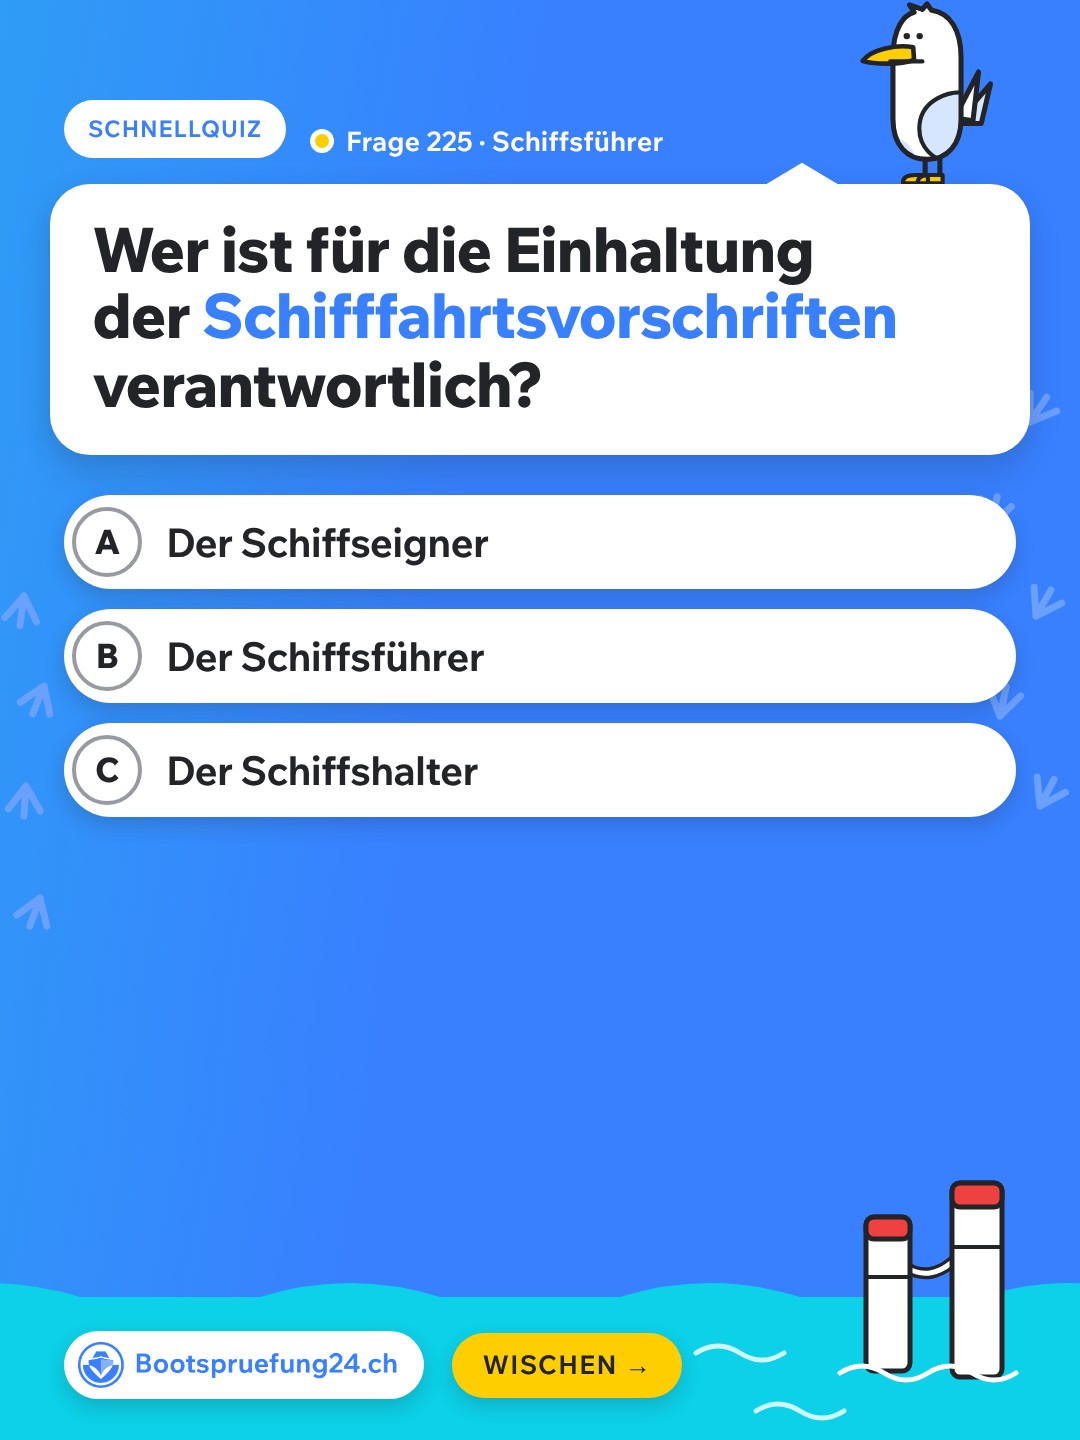 SCHNELLQUIZ
Frage 225 · Schiffsführer
Wer ist für die Einhaltung
der Schifffahrtsvorschriften
verantwortlich?
A Der Schiffseigner
B Der Schiffsführer
C Der Schiffshalter
Bootspruefung24.ch
WISCHEN →